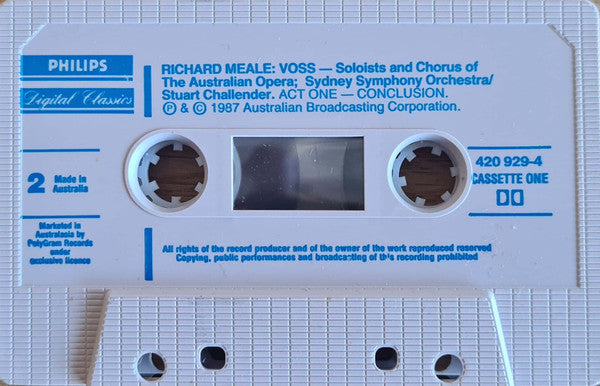 PHILIPS
Digital Classics
RICHARD MEALE: VOSS — Soloists and Chorus of
The Australian Opera; Sydney Symphony Orchestra/
Stuart Challender. ACT ONE — CONCLUSION.
Ⓟ & © 1987 Australian Broadcasting Corporation.
2 Made in
Australia
420 929-4
CASSETTE ONE
Marketed in
Australasia by
PolyGram Records
under
exclusive licence
All rights of the record producer and of the owner of the work reproduced reserved
Copying, public performances and broadcasting of this recording prohibited